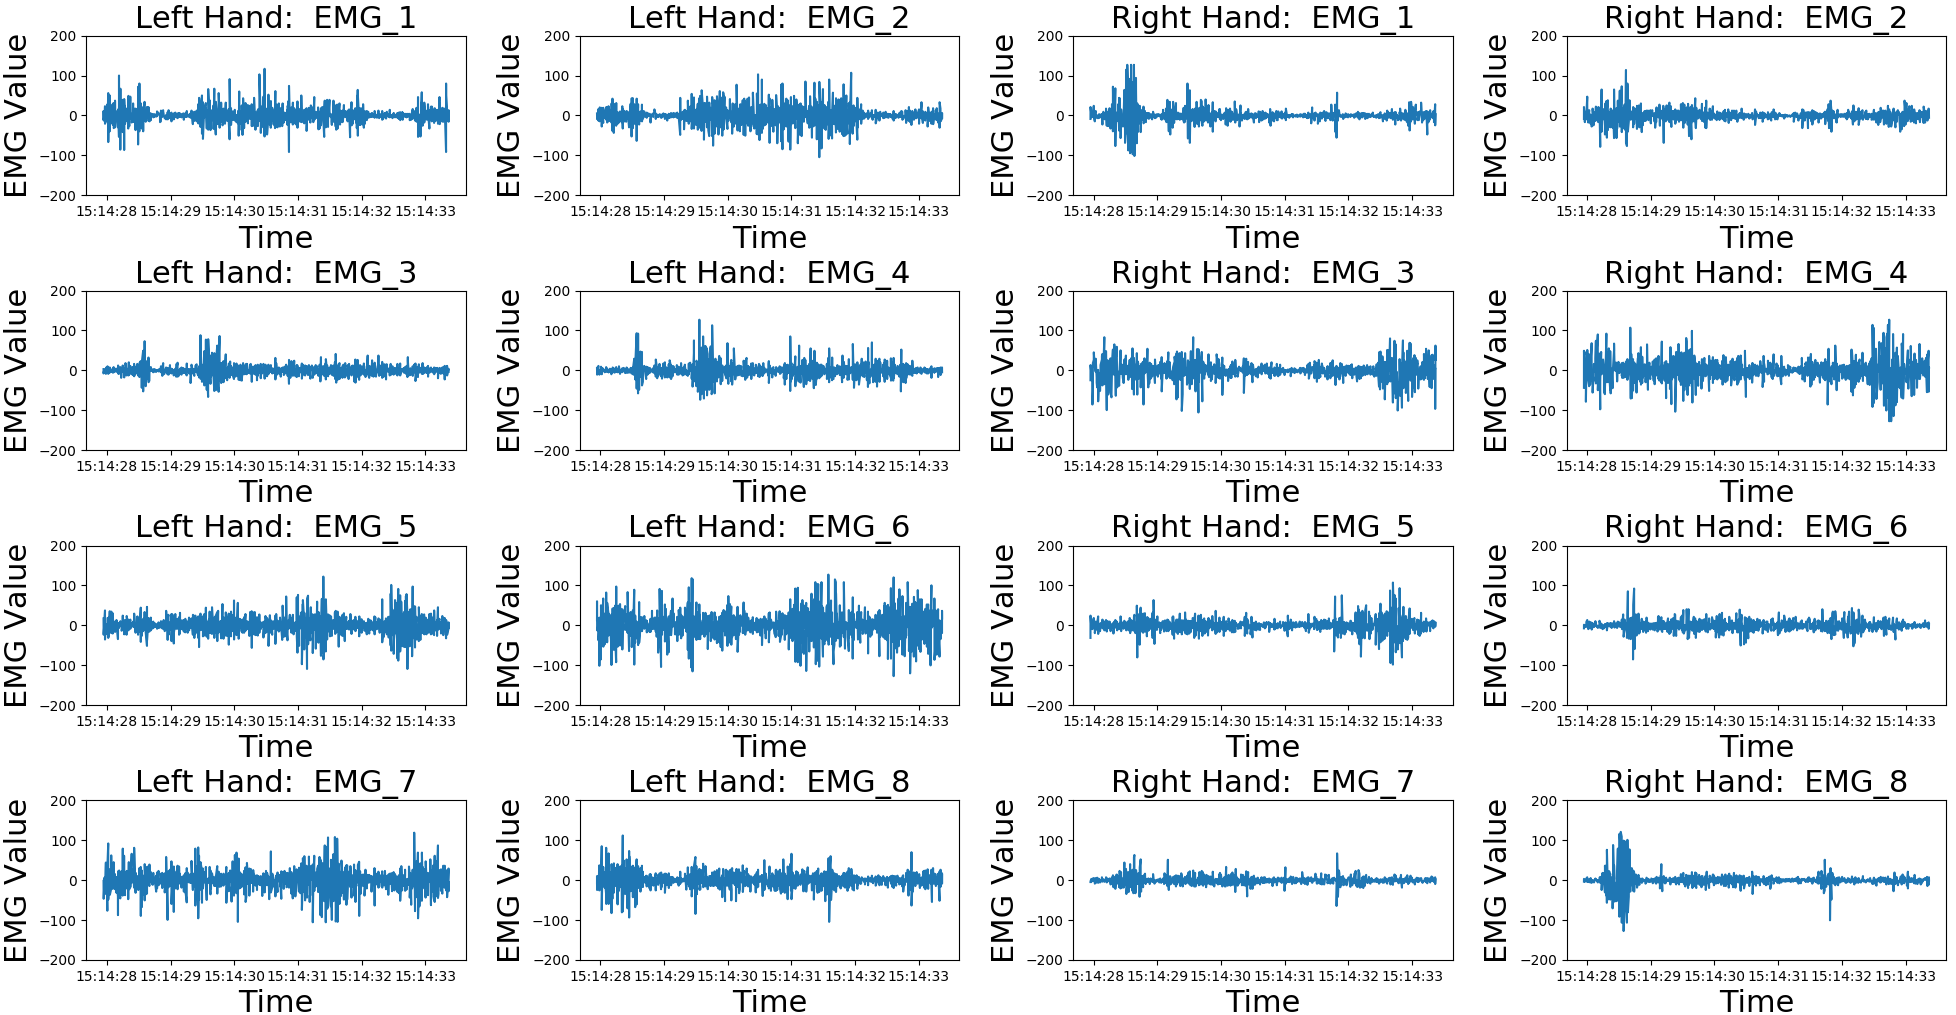 Left Hand:  EMG_1
EMG Value
200
100
0
−100
−200
15:14:28 15:14:29 15:14:30 15:14:31 15:14:32 15:14:33
Time
Left Hand:  EMG_2
EMG Value
200
100
0
−100
−200
15:14:28 15:14:29 15:14:30 15:14:31 15:14:32 15:14:33
Time
Right Hand:  EMG_1
EMG Value
200
100
0
−100
−200
15:14:28 15:14:29 15:14:30 15:14:31 15:14:32 15:14:33
Time
Right Hand:  EMG_2
EMG Value
200
100
0
−100
−200
15:14:28 15:14:29 15:14:30 15:14:31 15:14:32 15:14:33
Time
Left Hand:  EMG_3
EMG Value
200
100
0
−100
−200
15:14:28 15:14:29 15:14:30 15:14:31 15:14:32 15:14:33
Time
Left Hand:  EMG_4
EMG Value
200
100
0
−100
−200
15:14:28 15:14:29 15:14:30 15:14:31 15:14:32 15:14:33
Time
Right Hand:  EMG_3
EMG Value
200
100
0
−100
−200
15:14:28 15:14:29 15:14:30 15:14:31 15:14:32 15:14:33
Time
Right Hand:  EMG_4
EMG Value
200
100
0
−100
−200
15:14:28 15:14:29 15:14:30 15:14:31 15:14:32 15:14:33
Time
Left Hand:  EMG_5
EMG Value
200
100
0
−100
−200
15:14:28 15:14:29 15:14:30 15:14:31 15:14:32 15:14:33
Time
Left Hand:  EMG_6
EMG Value
200
100
0
−100
−200
15:14:28 15:14:29 15:14:30 15:14:31 15:14:32 15:14:33
Time
Right Hand:  EMG_5
EMG Value
200
100
0
−100
−200
15:14:28 15:14:29 15:14:30 15:14:31 15:14:32 15:14:33
Time
Right Hand:  EMG_6
EMG Value
200
100
0
−100
−200
15:14:28 15:14:29 15:14:30 15:14:31 15:14:32 15:14:33
Time
Left Hand:  EMG_7
EMG Value
200
100
0
−100
−200
15:14:28 15:14:29 15:14:30 15:14:31 15:14:32 15:14:33
Time
Left Hand:  EMG_8
EMG Value
200
100
0
−100
−200
15:14:28 15:14:29 15:14:30 15:14:31 15:14:32 15:14:33
Time
Right Hand:  EMG_7
EMG Value
200
100
0
−100
−200
15:14:28 15:14:29 15:14:30 15:14:31 15:14:32 15:14:33
Time
Right Hand:  EMG_8
EMG Value
200
100
0
−100
−200
15:14:28 15:14:29 15:14:30 15:14:31 15:14:32 15:14:33
Time